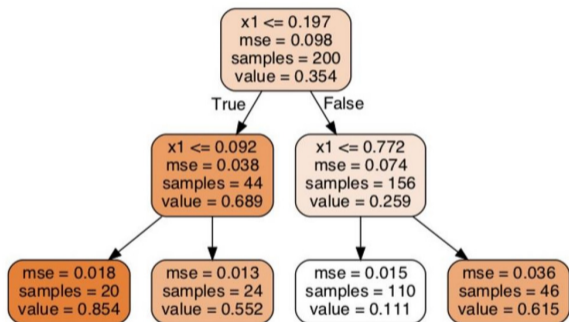 x1 <= 0.197
mse = 0.098
samples = 200
value = 0.354
True
False
x1 <= 0.092
mse = 0.038
samples = 44
value = 0.689
x1 <= 0.772
mse = 0.074
samples = 156
value = 0.259
mse = 0.018
samples = 20
value = 0.854
mse = 0.013
samples = 24
value = 0.552
mse = 0.015
samples = 110
value = 0.111
mse = 0.036
samples = 46
value = 0.615